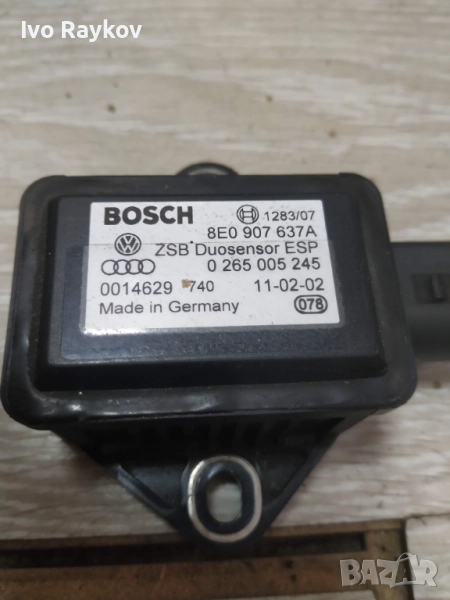 Ivo Raykov
BOSCH 1283/07
8E0 907 637A
ZSB Duosensor ESP
0 265 005 245
0014629 740 11-02-02
Made in Germany 078
BAZAR